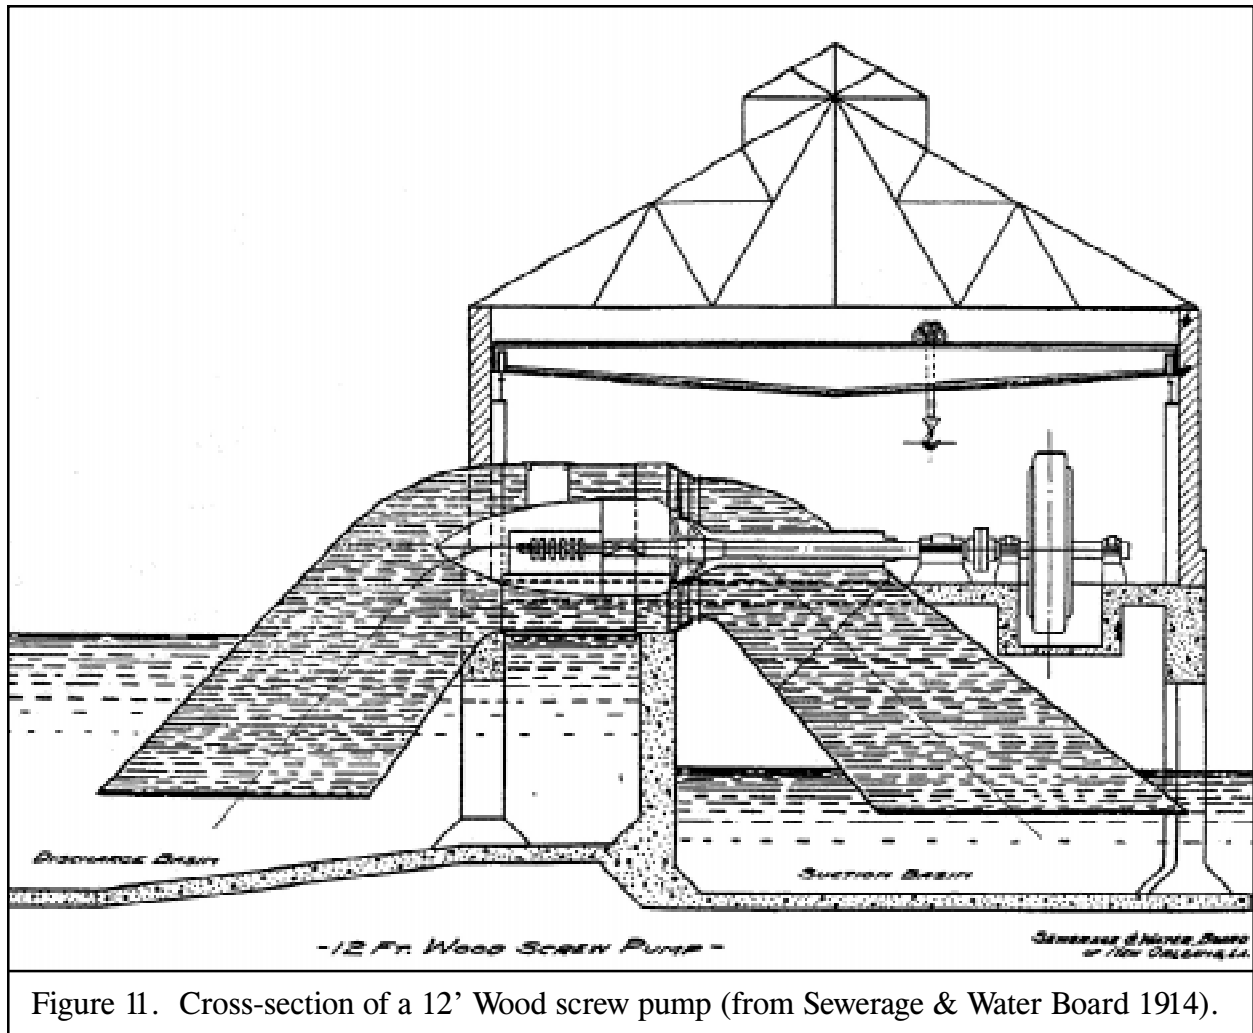 DISCHARGE BASIN
SUCTION BASIN
-12 FT. WOOD SCREW PUMP-
SEWERAGE & WATER BOARD
OF NEW ORLEANS, LA.
Figure 11. Cross-section of a 12’ Wood screw pump (from Sewerage & Water Board 1914).